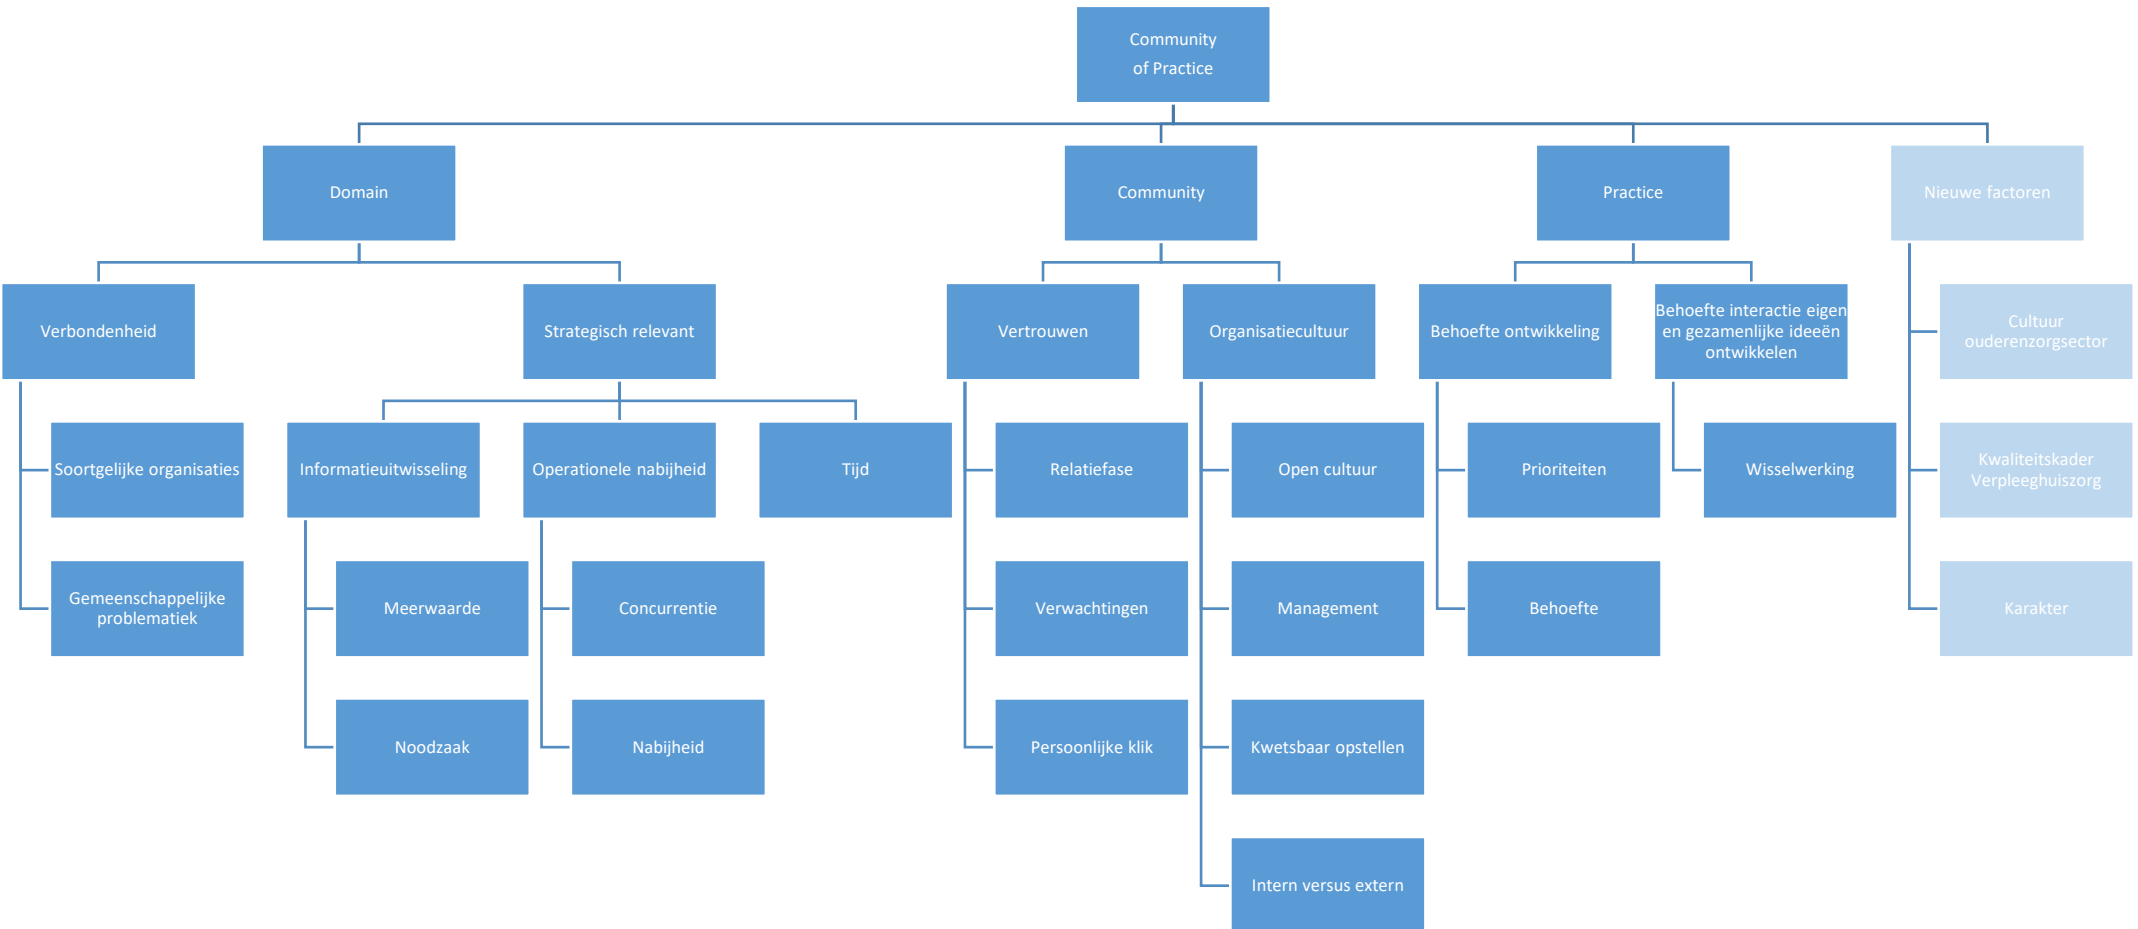 Community
of Practice
Domain
Community
Practice
Nieuwe factoren
Verbondenheid
Strategisch relevant
Vertrouwen
Organisatiecultuur
Behoefte ontwikkeling
Behoefte interactie eigen
en gezamenlijke ideeën
ontwikkelen
Cultuur
ouderenzorgsector
Soortgelijke organisaties
Informatieuitwisseling
Operationele nabijheid
Tijd
Relatiefase
Open cultuur
Prioriteiten
Wisselwerking
Kwaliteitskader
Verpleeghuiszorg
Gemeenschappelijke
problematiek
Meerwaarde
Concurrentie
Verwachtingen
Management
Behoefte
Karakter
Noodzaak
Nabijheid
Persoonlijke klik
Kwetsbaar opstellen
Intern versus extern